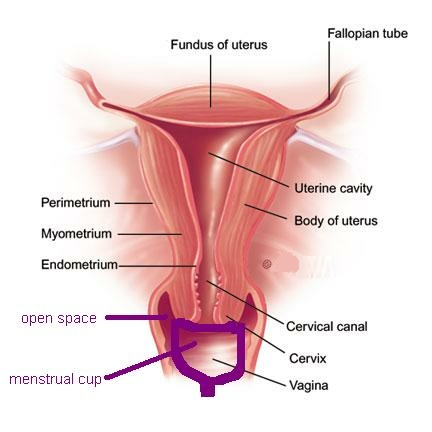 Fallopian tube
Fundus of uterus
Uterine cavity
Perimetrium
Body of uterus
Myometrium
Endometrium
open space
Cervical canal
Cervix
menstrual cup
Vagina